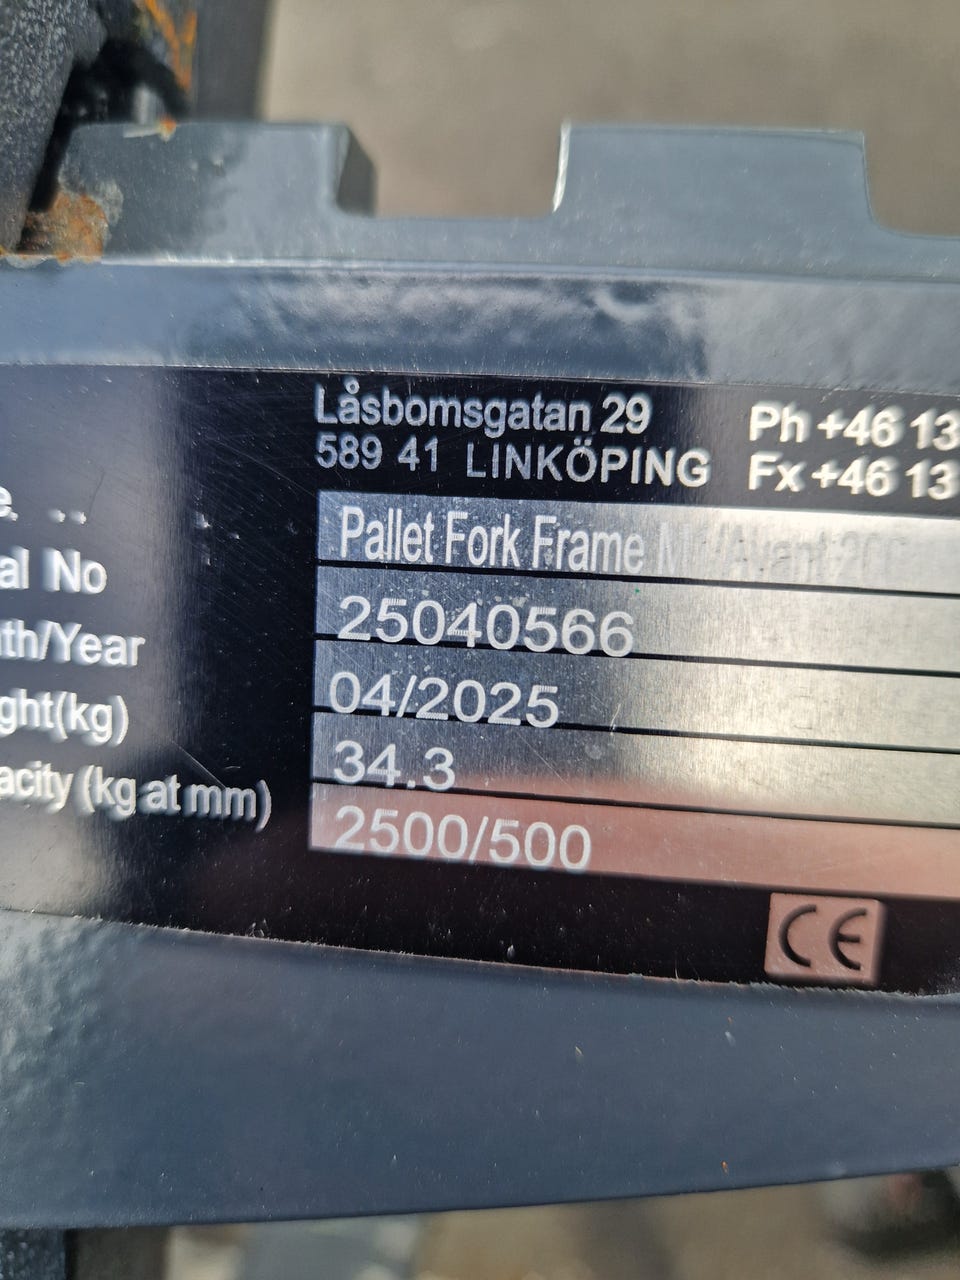 Låsbomsgatan 29
589 41 LINKÖPING
Ph +46 13
Fx +46 13
e, ..
Pallet Fork Frame
al No
25040566
nth/Year
04/2025
ght(kg)
34.3
acity (kg at mm)
2500/500
CE